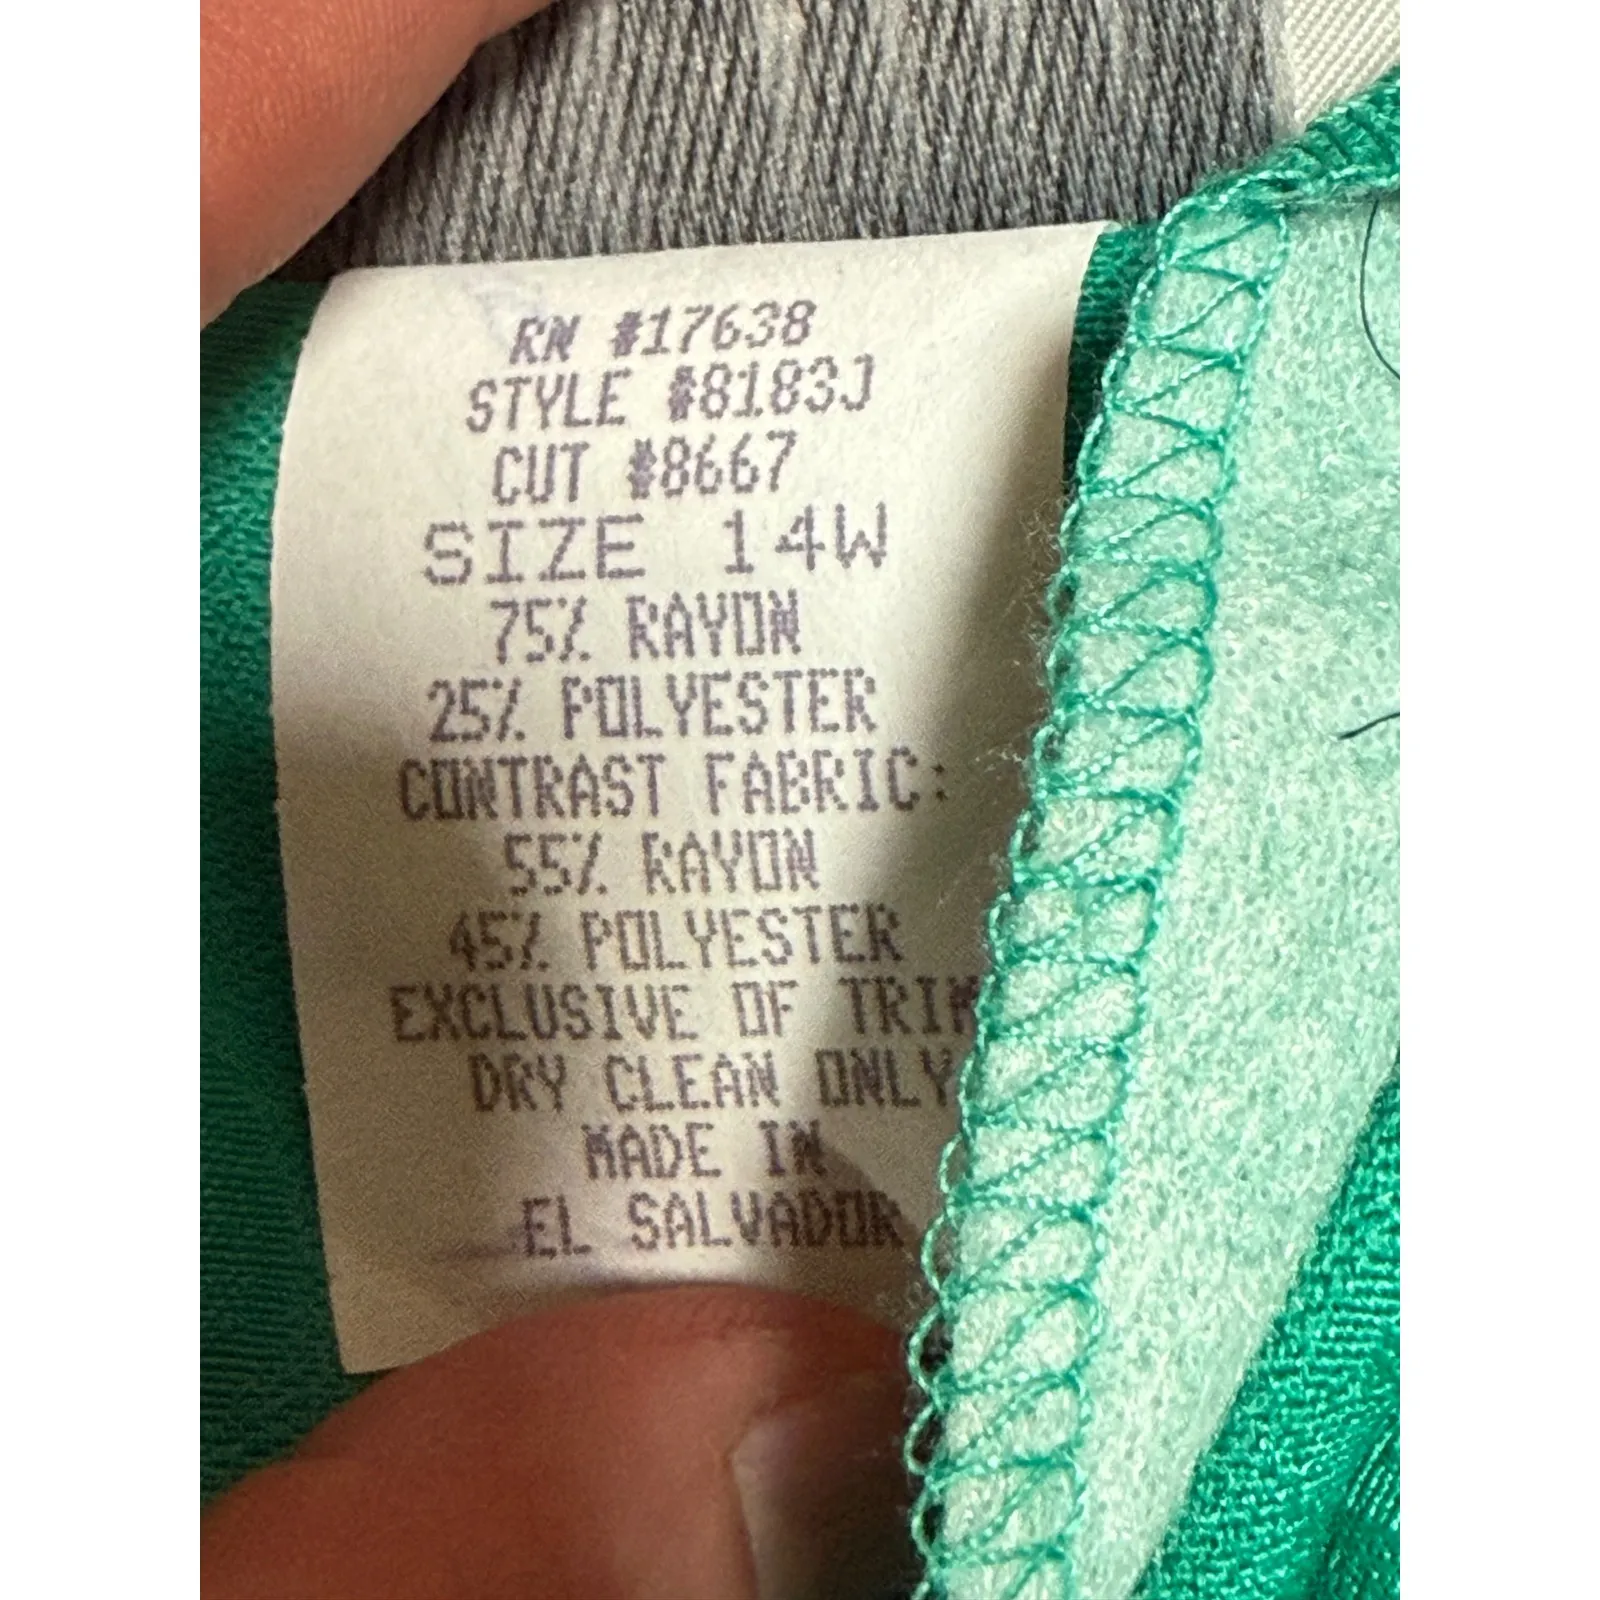 RN #17638
STYLE #8183J
CUT #8667
SIZE 14W
75% RAYON
25% POLYESTER
CONTRAST FABRIC:
55% RAYON
45% POLYESTER
EXCLUSIVE OF TRIM
DRY CLEAN ONLY
MADE IN
EL SALVADOR